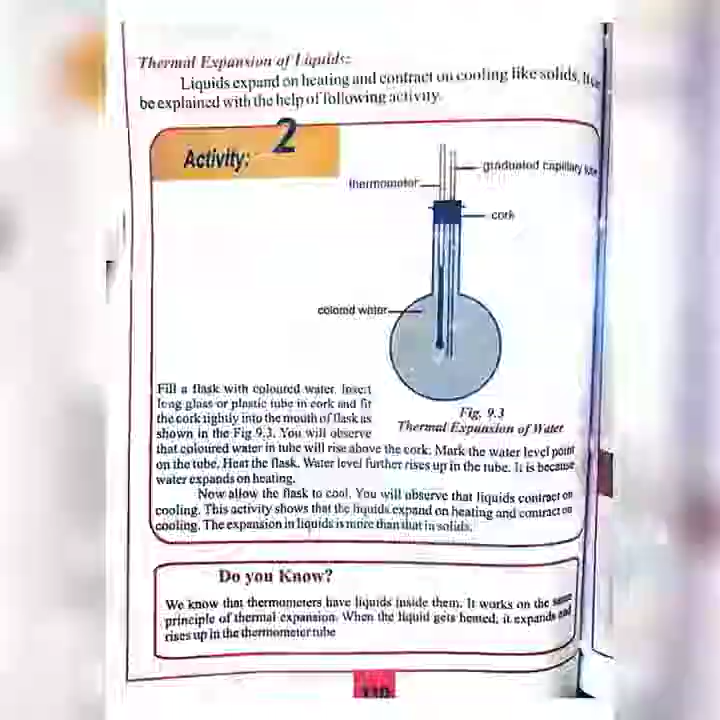 Thermal Expansion of Liquids:
Liquids expand on heating and contract on cooling like solids. It
be explained with the help of following activity.
Activity: 2
graduated capillary
thermometer
cork
colored water
Fill a flask with coloured water. Insert
long glass or plastic tube in cork and fit
the cork tightly into the mouth of flask as
shown in the Fig 9.3. You will observe
Fig. 9.3
Thermal Expansion of Water
that coloured water in tube will rise above the cork. Mark the water level point
on the tube. Heat the flask. Water level further rises up in the tube. It is because
water expands on heating.
Now allow the flask to cool. You will observe that liquids contract on
cooling. This activity shows that the liquids expand on heating and contract on
cooling. The expansion in liquids is more than that in solids.
Do you Know?
We know that thermometers have liquids inside them. It works on the same
principle of thermal expansion. When the liquid gets heated, it expands and
rises up in the thermometer tube